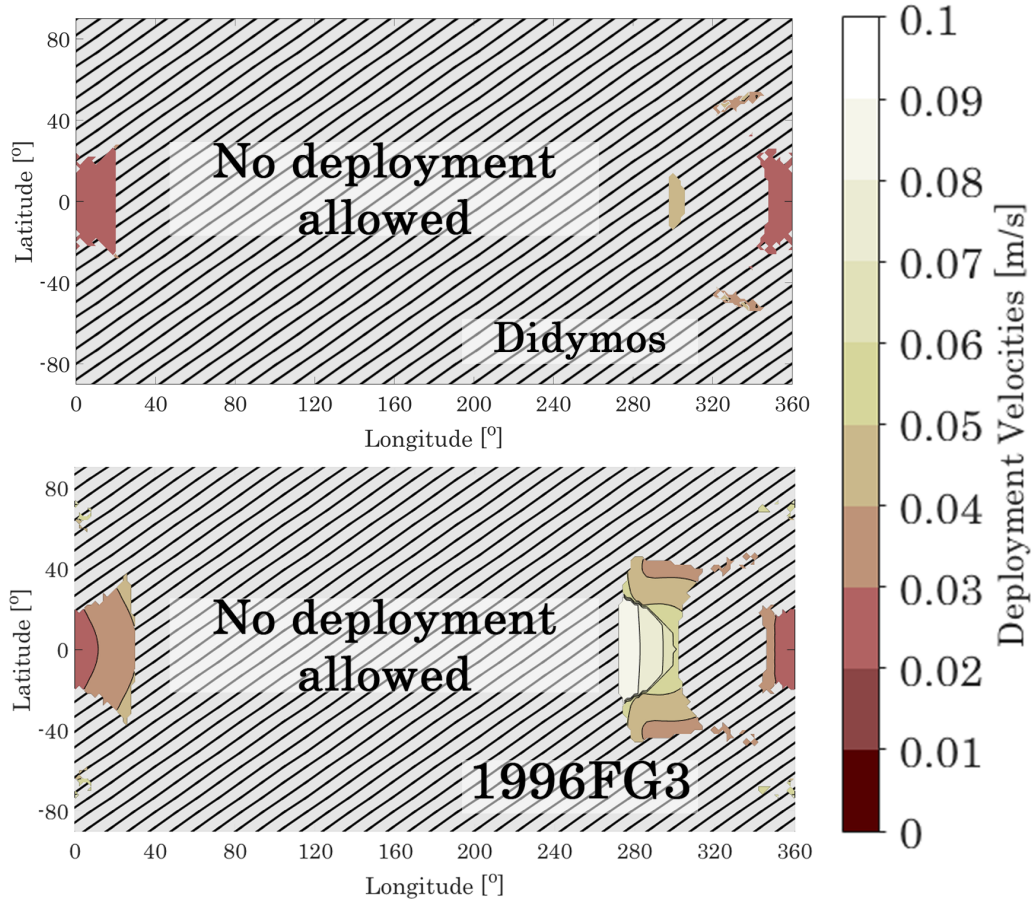 80
40
0
-40
-80
Latitude [º]
No deployment
allowed
Didymos
0 40 80 120 160 200 240 280 320 360
Longitude [º]
80
40
0
-40
-80
Latitude [º]
No deployment
allowed
1996FG3
0 40 80 120 160 200 240 280 320 360
Longitude [º]
0.1
0.09
0.08
0.07
0.06
0.05
0.04
0.03
0.02
0.01
0
Deployment Velocities [m/s]